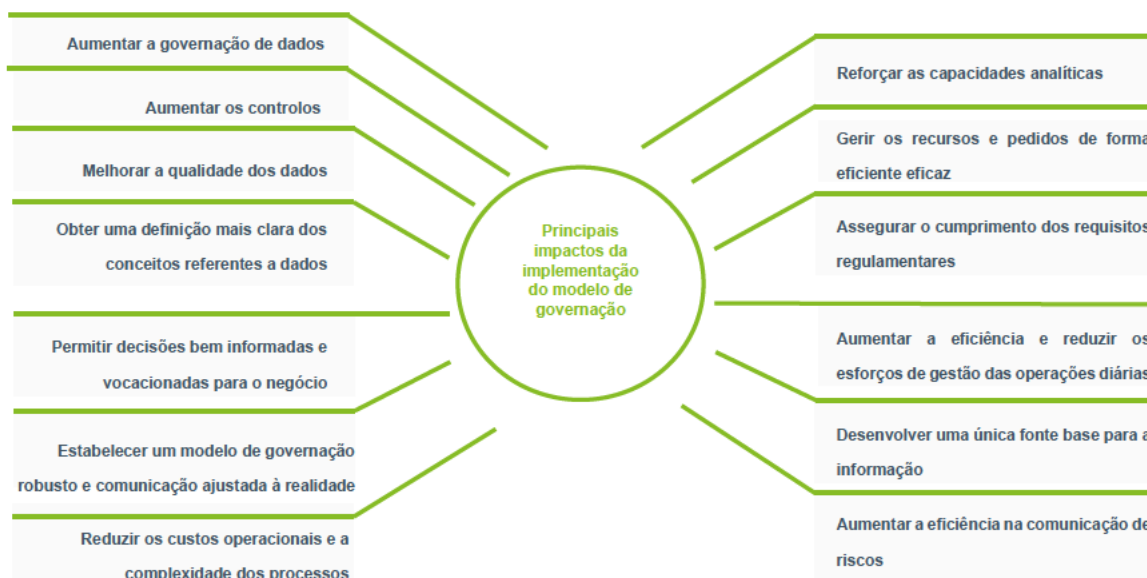 Aumentar a governação de dados
Aumentar os controlos
Melhorar a qualidade dos dados
Obter uma definição mais clara dos
conceitos referentes a dados
Permitir decisões bem informadas e
vocacionadas para o negócio
Estabelecer um modelo de governação
robusto e comunicação ajustada à realidade
Reduzir os custos operacionais e a
complexidade dos processos
Principais
impactos da
implementação
do modelo de
governação
Reforçar as capacidades analíticas
Gerir os recursos e pedidos de forma
eficiente eficaz
Assegurar o cumprimento dos requisitos
regulamentares
Aumentar a eficiência e reduzir os
esforços de gestão das operações diárias
Desenvolver uma única fonte base para a
informação
Aumentar a eficiência na comunicação de
riscos